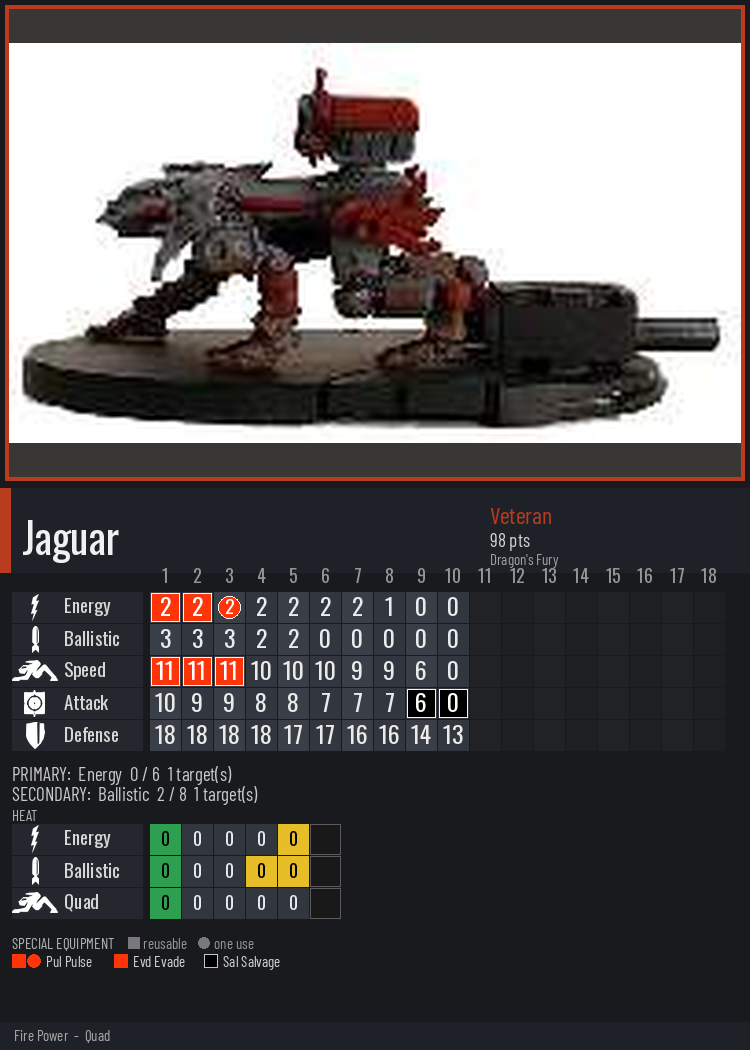 Jaguar
Veteran
98 pts
Dragon's Fury
1 2 3 4 5 6 7 8 9 10 11 12 13 14 15 16 17 18
Energy 2 2 2 2 2 2 2 1 0 0
Ballistic 3 3 3 2 2 0 0 0 0 0
Speed 11 11 11 10 10 10 9 9 6 0
Attack 10 9 9 8 8 7 7 7 6 0
Defense 18 18 18 18 17 17 16 16 14 13
PRIMARY: Energy 0 / 6 1 target(s)
SECONDARY: Ballistic 2 / 8 1 target(s)
HEAT
Energy 0 0 0 0 0
Ballistic 0 0 0 0 0
Quad 0 0 0 0 0
SPECIAL EQUIPMENT reusable one use
Pul Pulse Evd Evade Sal Salvage
Fire Power - Quad